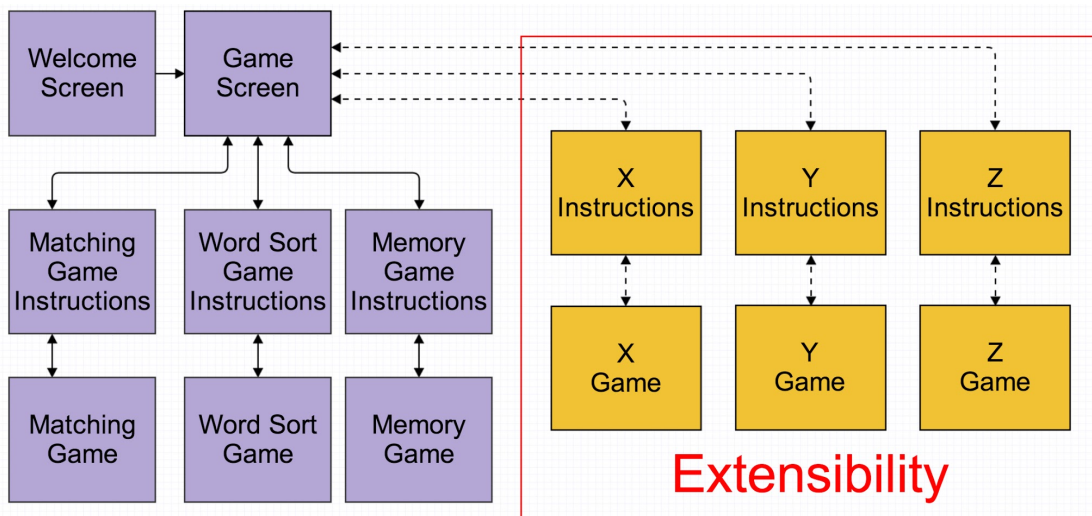 Welcome
Screen
Game
Screen
Matching
Game
Instructions
Word Sort
Game
Instructions
Memory
Game
Instructions
Matching
Game
Word Sort
Game
Memory
Game
X
Instructions
Y
Instructions
Z
Instructions
X
Game
Y
Game
Z
Game
Extensibility